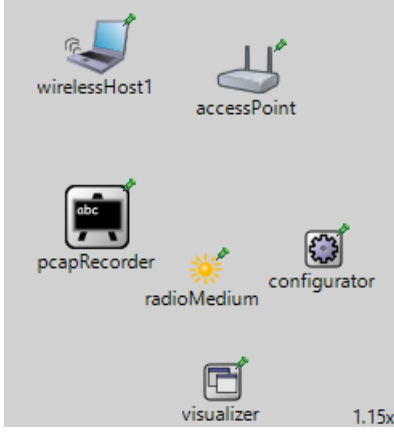 wirelessHost1
accessPoint
abc
pcapRecorder
radioMedium
configurator
visualizer
1.15x